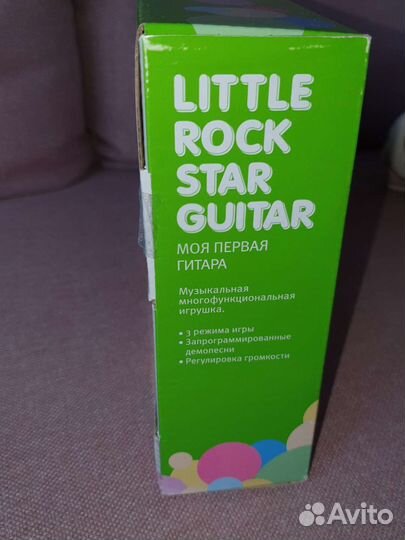 LITTLE
ROCK
STAR
GUITAR
МОЯ ПЕРВАЯ
ГИТАРА
Музыкальная
многофункциональная
игрушка.
• 3 режима игры
• Запрограммированные
демопесни
• Регулировка громкости
Avito